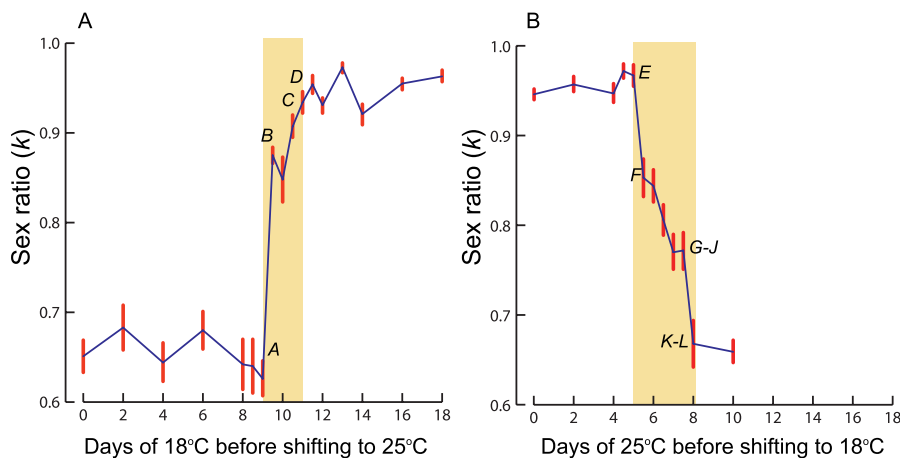 A
Sex ratio (k)
1.0
0.9
0.8
0.7
0.6
D
C
B
A
0 2 4 6 8 10 12 14 16 18
Days of 18°C before shifting to 25°C
B
Sex ratio (k)
1.0
0.9
0.8
0.7
0.6
E
F
G-J
K-L
0 2 4 6 8 10 12 14 16 18
Days of 25°C before shifting to 18°C